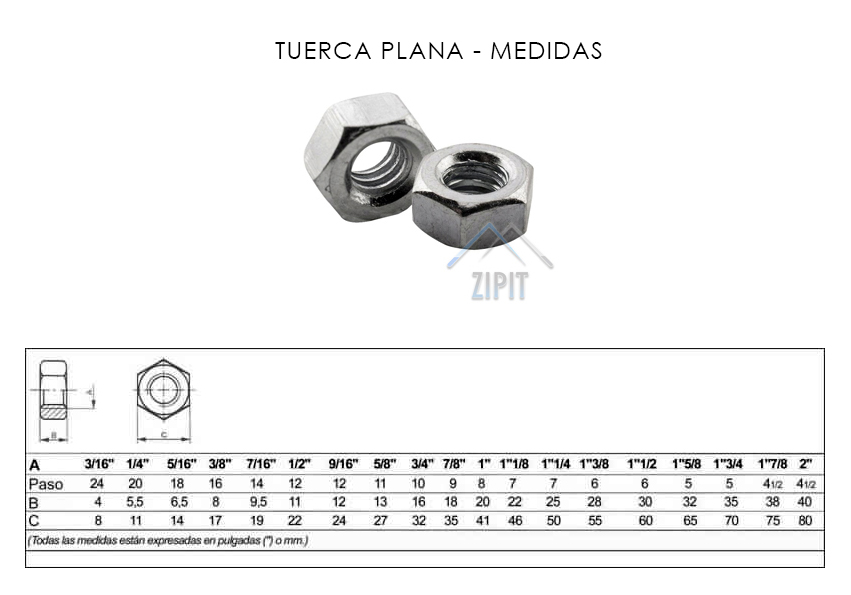 TUERCA PLANA - MEDIDAS
ZIPIT
A
B
C
A 3/16" 1/4" 5/16" 3/8" 7/16" 1/2" 9/16" 5/8" 3/4" 7/8" 1" 1"1/8 1"1/4 1"3/8 1"1/2 1"5/8 1"3/4 1"7/8 2"
Paso 24 20 18 16 14 12 12 11 10 9 8 7 7 6 6 5 5 4 1/2 4 1/2
B 4 5,5 6,5 8 9,5 11 12 13 16 18 20 22 25 28 30 32 35 38 40
C 8 11 14 17 19 22 24 27 32 35 41 46 50 55 60 65 70 75 80
(Todas las medidas están expresadas en pulgadas (") o mm.)